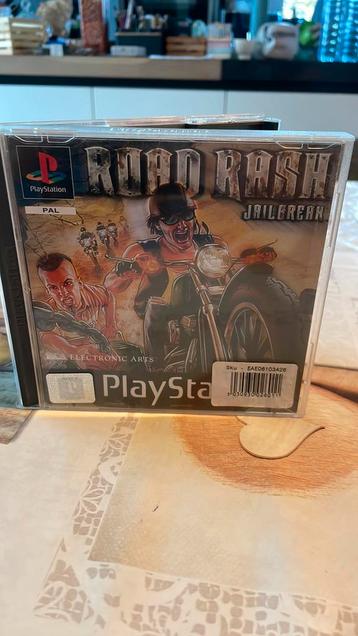 PlayStation
PAL
ROAD RASH
JAILBREAK
ELECTRONIC ARTS
PlaySta
SKU - EAE06103426